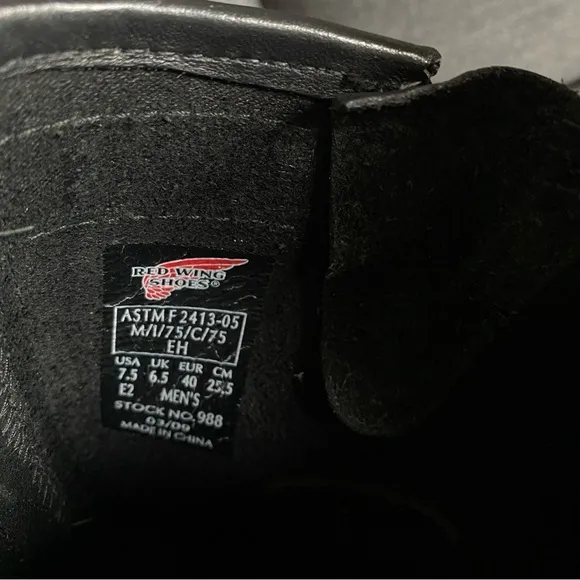 RED WING
SHOES®
ASTM F 2413-05
M/I/75/C/75
EH
USA UK EUR CM
7.5 6.5 40 25.5
E2 MEN'S
STOCK NO. 988
03/09
MADE IN CHINA